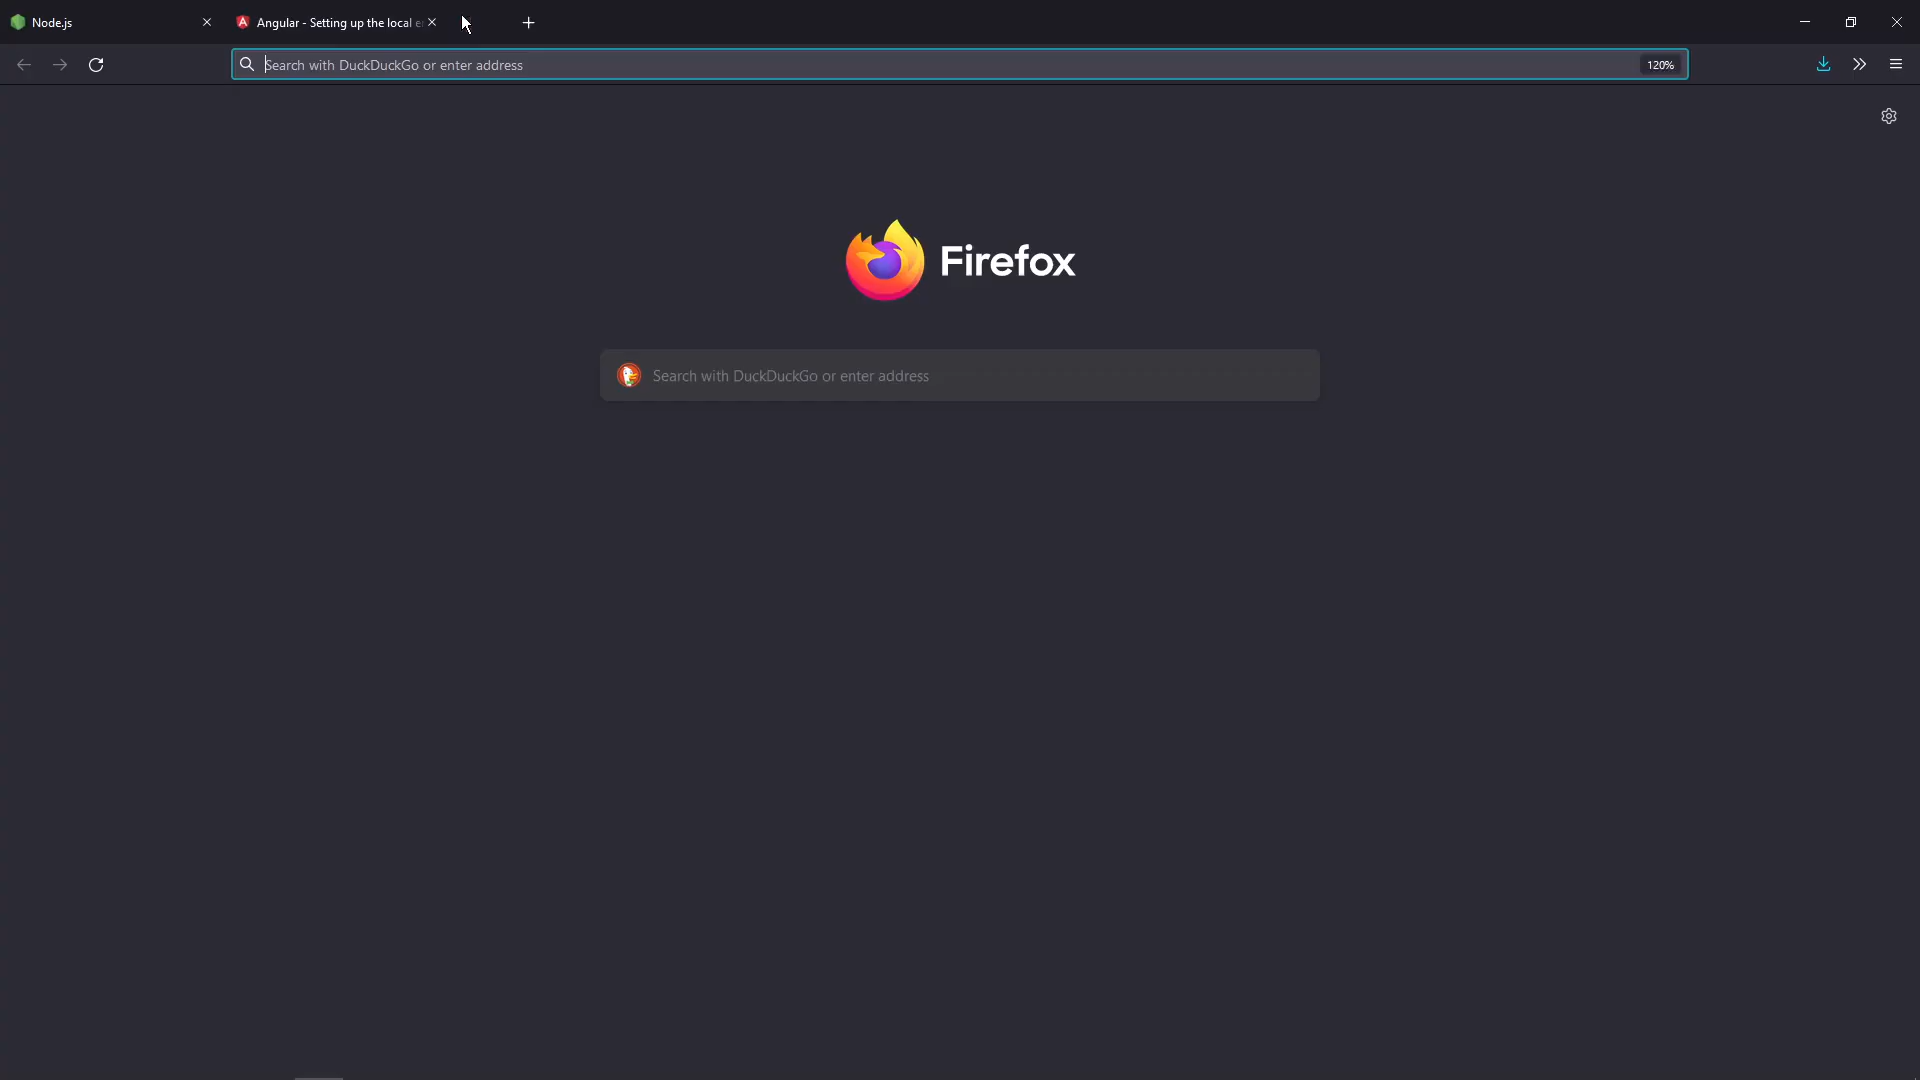 Node.js
Angular - Setting up the local e
Search with DuckDuckGo or enter address
120%
Firefox
Search with DuckDuckGo or enter address